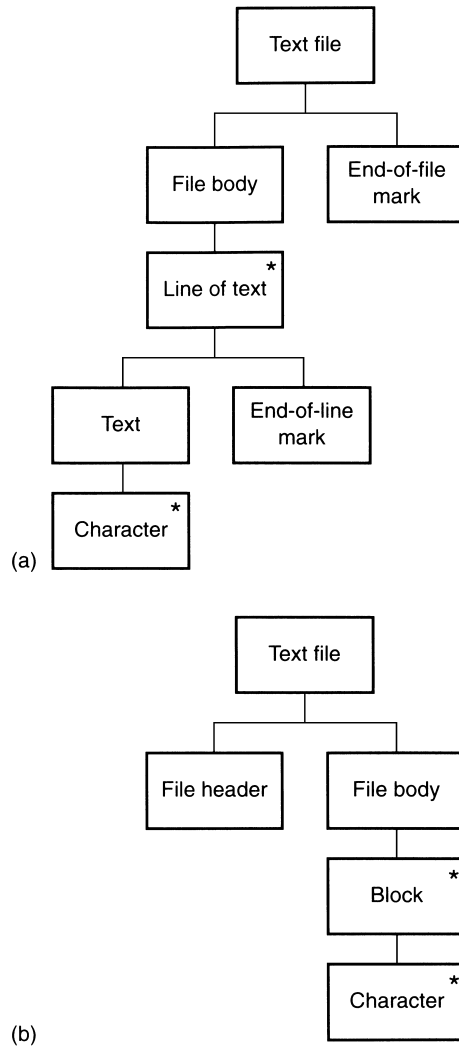 Text file
File body
End-of-file
mark
Line of text *
Text
End-of-line
mark
Character *
(a)
Text file
File header
File body
Block *
Character *
(b)